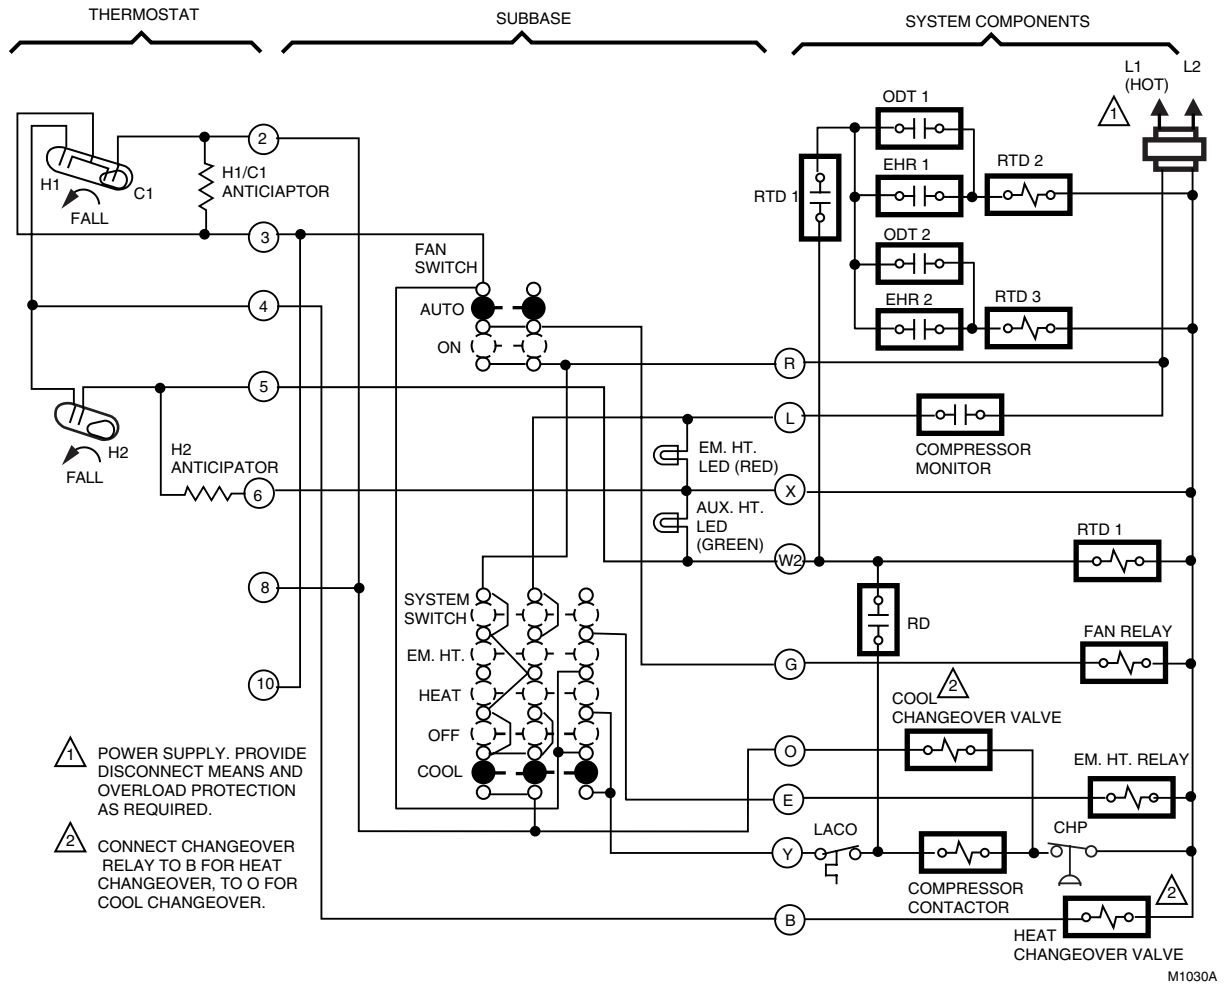 THERMOSTAT
SUBBASE
SYSTEM COMPONENTS
L1
(HOT)
L2
1
ODT 1
EHR 1
RTD 2
RTD 1
ODT 2
EHR 2
RTD 3
2
H1
C1
FALL
H1/C1
ANTICIAPTOR
3
FAN
SWITCH
AUTO
ON
4
R
5
L
COMPRESSOR
MONITOR
H2
FALL
H2
ANTICIPATOR
6
EM. HT.
LED (RED)
X
AUX. HT.
LED
(GREEN)
RTD 1
W2
8
SYSTEM
SWITCH
EM. HT.
HEAT
OFF
COOL
RD
FAN RELAY
G
10
2
COOL
CHANGEOVER VALVE
O
EM. HT. RELAY
E
LACO
CHP
Y
COMPRESSOR
CONTACTOR
2
B
HEAT
CHANGEOVER VALVE
1
POWER SUPPLY. PROVIDE
DISCONNECT MEANS AND
OVERLOAD PROTECTION
AS REQUIRED.
2
CONNECT CHANGEOVER
RELAY TO B FOR HEAT
CHANGEOVER, TO O FOR
COOL CHANGEOVER.
M1030A